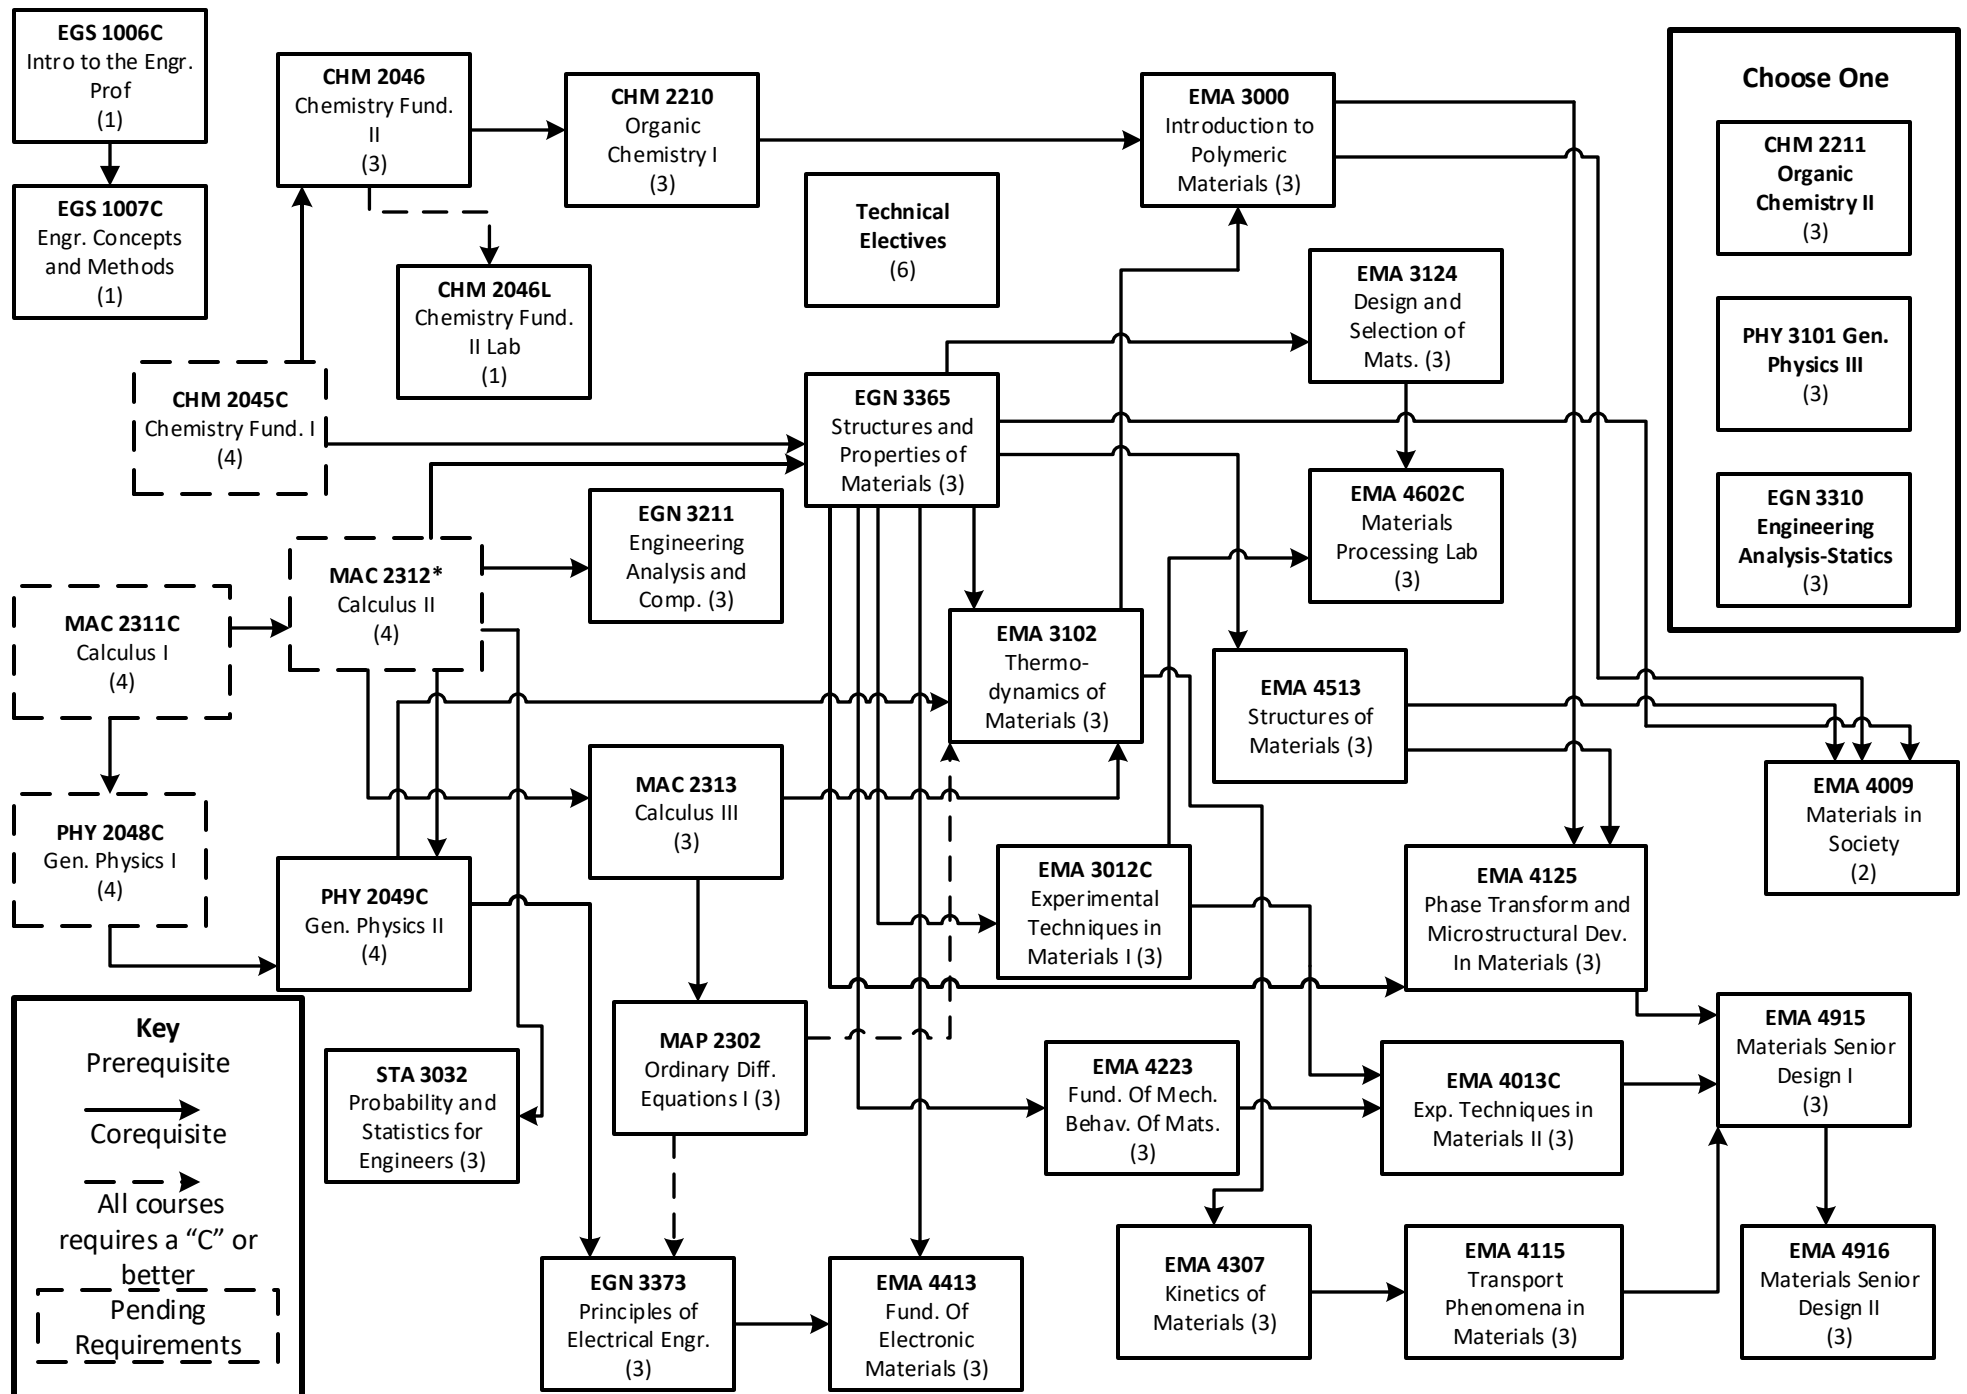 EGS 1006C
Intro to the Engr.
Prof
(1)
EGS 1007C
Engr. Concepts
and Methods
(1)
CHM 2046
Chemistry Fund.
II
(3)
CHM 2046L
Chemistry Fund.
II Lab
(1)
CHM 2210
Organic
Chemistry I
(3)
Technical
Electives
(6)
EMA 3000
Introduction to
Polymeric
Materials (3)
EMA 3124
Design and
Selection of
Mats. (3)
Choose One
CHM 2211
Organic
Chemistry II
(3)
PHY 3101 Gen.
Physics III
(3)
EGN 3310
Engineering
Analysis-Statics
(3)
CHM 2045C
Chemistry Fund. I
(4)
EGN 3365
Structures and
Properties of
Materials (3)
EMA 4602C
Materials
Processing Lab
(3)
MAC 2311C
Calculus I
(4)
MAC 2312*
Calculus II
(4)
EGN 3211
Engineering
Analysis and
Comp. (3)
EMA 3102
Thermo-
dynamics of
Materials (3)
EMA 4513
Structures of
Materials (3)
EMA 4009
Materials in
Society
(2)
PHY 2048C
Gen. Physics I
(4)
PHY 2049C
Gen. Physics II
(4)
MAC 2313
Calculus III
(3)
EMA 3012C
Experimental
Techniques in
Materials I (3)
EMA 4125
Phase Transform and
Microstructural Dev.
In Materials (3)
Key
Prerequisite
Corequisite
All courses
requires a “C” or
better
Pending
Requirements
STA 3032
Probability and
Statistics for
Engineers (3)
MAP 2302
Ordinary Diff.
Equations I (3)
EMA 4223
Fund. Of Mech.
Behav. Of Mats.
(3)
EMA 4013C
Exp. Techniques in
Materials II (3)
EMA 4915
Materials Senior
Design I
(3)
EGN 3373
Principles of
Electrical Engr.
(3)
EMA 4413
Fund. Of
Electronic
Materials (3)
EMA 4307
Kinetics of
Materials (3)
EMA 4115
Transport
Phenomena in
Materials (3)
EMA 4916
Materials Senior
Design II
(3)